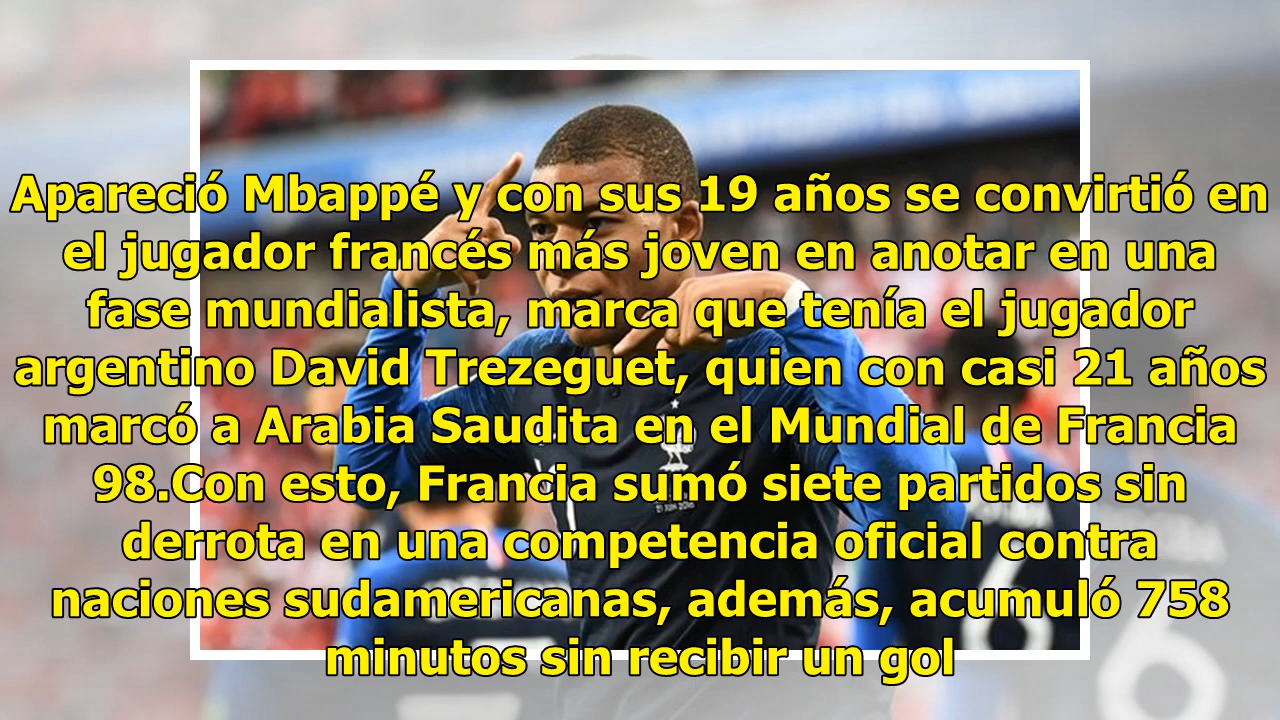 Apareció Mbappé y con sus 19 años se convirtió en
el jugador francés más joven en anotar en una
fase mundialista, marca que tenía el jugador
argentino David Trezeguet, quien con casi 21 años
marcó a Arabia Saudita en el Mundial de Francia
98.Con esto, Francia sumó siete partidos sin
derrota en una competencia oficial contra
naciones sudamericanas, además, acumuló 758
minutos sin recibir un gol
6
6